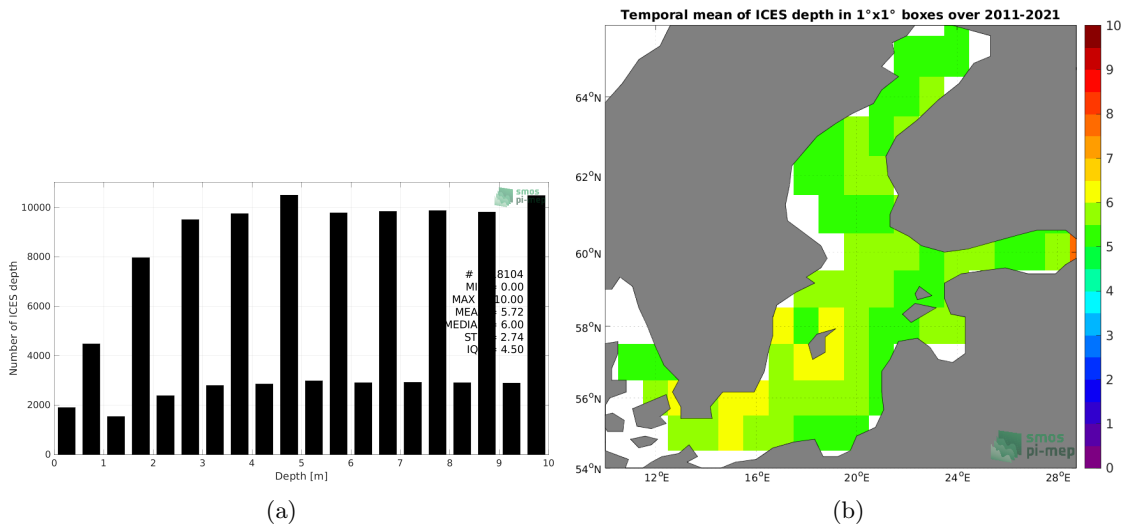 Temporal mean of ICES depth in 1°x1° boxes over 2011-2021
10
9
8
7
6
5
4
3
2
1
0
64°N
62°N
60°N
58°N
56°N
54°N
12°E
16°E
20°E
24°E
28°E
smos
pi-mep
(b)
10000
8000
6000
4000
2000
0
Number of ICES depth
0 1 2 3 4 5 6 7 8 9 10
Depth [m]
smos
pi-mep
#
8104
MAX
10.00
= 0.00
= 5.72
= 6.00
= 2.74
= 4.50
(a)